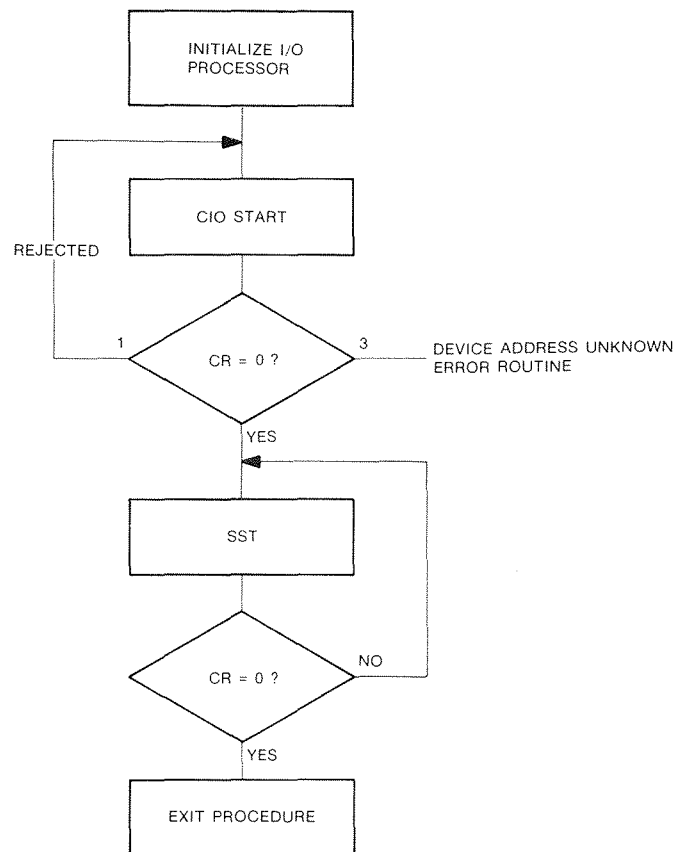 INITIALIZE I/O
PROCESSOR
CIO START
REJECTED
1
CR = 0 ?
3
DEVICE ADDRESS UNKNOWN
ERROR ROUTINE
YES
SST
CR = 0 ?
NO
YES
EXIT PROCEDURE